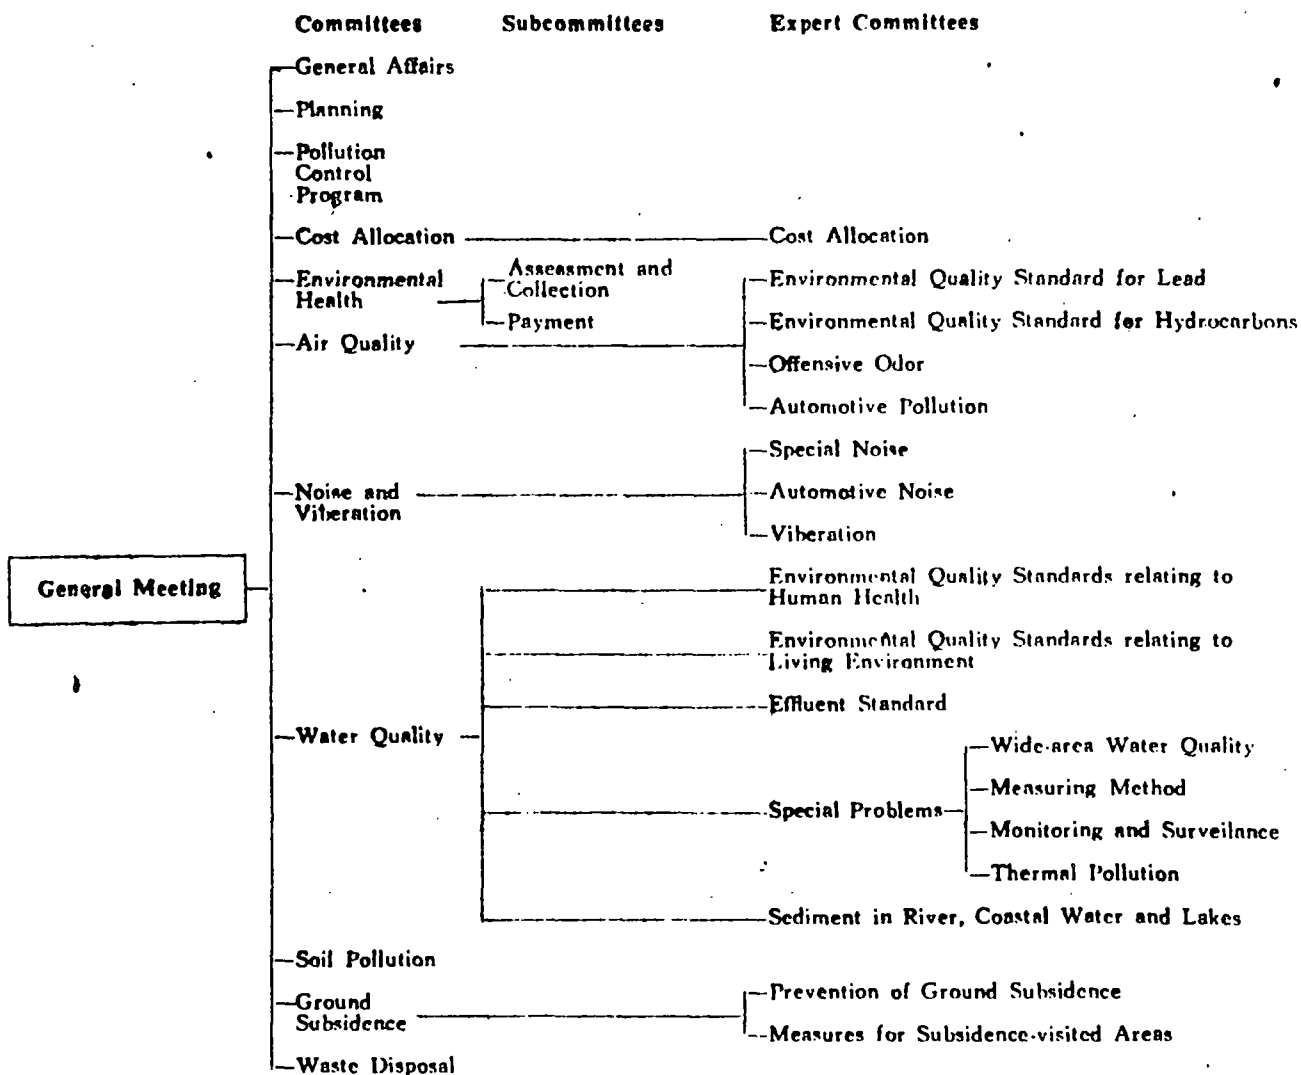 Committees Subcommittees Expert Committees
General Affairs
Planning
Pollution
Control
Program
Cost Allocation Cost Allocation
Environmental
Health
Assessment and
Collection
Payment
Air Quality
Environmental Quality Standard for Lead
Environmental Quality Standard for Hydrocarbons
Offensive Odor
Automotive Pollution
Noise and
Viberation
Special Noise
Automotive Noise
Viberation
General Meeting
Water Quality
Environmental Quality Standards relating to
Human Health
Environmental Quality Standards relating to
Living Environment
Effluent Standard
Special Problems
Wide-area Water Quality
Measuring Method
Monitoring and Surveilance
Thermal Pollution
Sediment in River, Coastal Water and Lakes
Soil Pollution
Ground
Subsidence
Prevention of Ground Subsidence
Measures for Subsidence-visited Areas
Waste Disposal